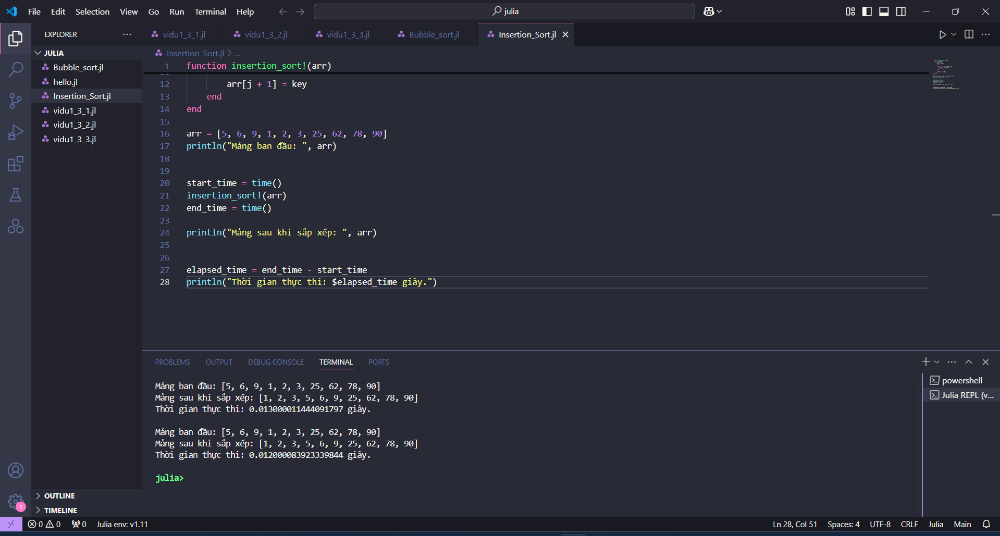 File Edit Selection View Go Run Terminal Help
julia
EXPLORER
vidu1_3_1.jl
vidu1_3_2.jl
vidu1_3_3.jl
Bubble_sort.jl
Insertion_Sort.jl
JULIA
Bubble_sort.jl
hello.jl
Insertion_Sort.jl
vidu1_3_1.jl
vidu1_3_2.jl
vidu1_3_3.jl
OUTLINE
TIMELINE
Insertion_Sort.jl > ...
1 function insertion_sort!(arr)
12 arr[j + 1] = key
13 end
14 end
15
16 arr = [5, 6, 9, 1, 2, 3, 25, 62, 78, 90]
17 println("Mảng ban đầu: ", arr)
18
19
20 start_time = time()
21 insertion_sort!(arr)
22 end_time = time()
23
24 println("Mảng sau khi sắp xếp: ", arr)
25
26
27 elapsed_time = end_time - start_time
28 println("Thời gian thực thi: $elapsed_time giây.")
PROBLEMS OUTPUT DEBUG CONSOLE TERMINAL PORTS
Mảng ban đầu: [5, 6, 9, 1, 2, 3, 25, 62, 78, 90]
Mảng sau khi sắp xếp: [1, 2, 3, 5, 6, 9, 25, 62, 78, 90]
Thời gian thực thi: 0.013000011444091797 giây.
Mảng ban đầu: [5, 6, 9, 1, 2, 3, 25, 62, 78, 90]
Mảng sau khi sắp xếp: [1, 2, 3, 5, 6, 9, 25, 62, 78, 90]
Thời gian thực thi: 0.012000083923339844 giây.
julia>
powershell
Julia REPL (v...
1
0 0 0 Julia env: v1.11
Ln 28, Col 51 Spaces: 4 UTF-8 CRLF Julia Main